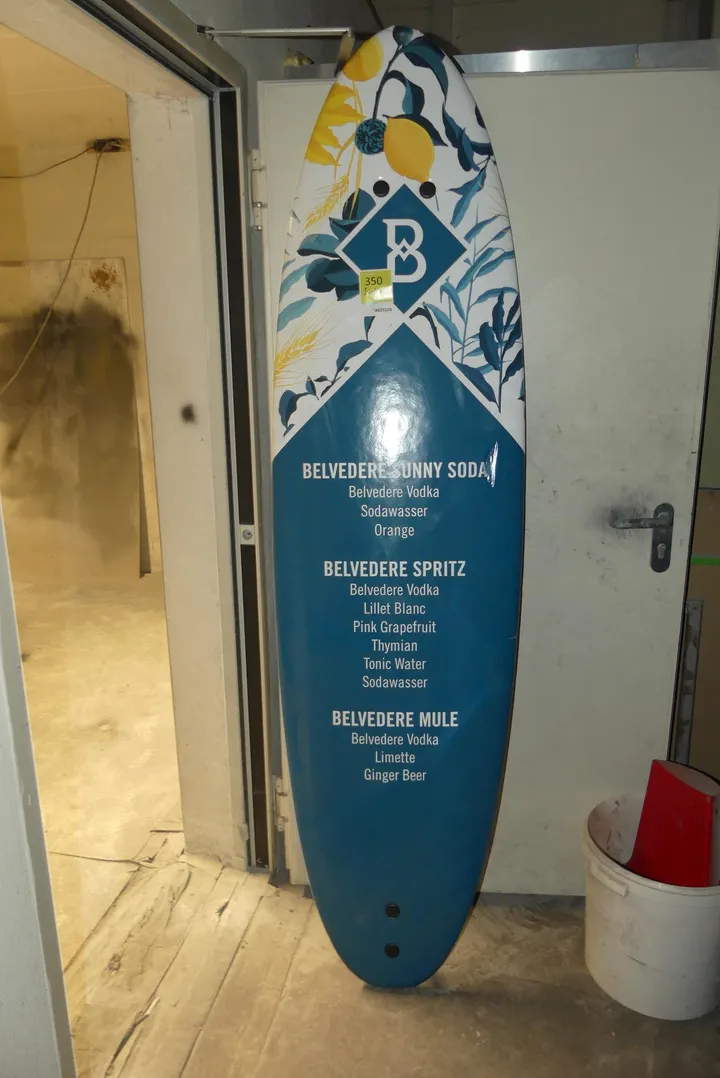 B
350
BELVEDERE SUNNY SODA
Belvedere Vodka
Sodawasser
Orange
BELVEDERE SPRITZ
Belvedere Vodka
Lillet Blanc
Pink Grapefruit
Thymian
Tonic Water
Sodawasser
BELVEDERE MULE
Belvedere Vodka
Limette
Ginger Beer